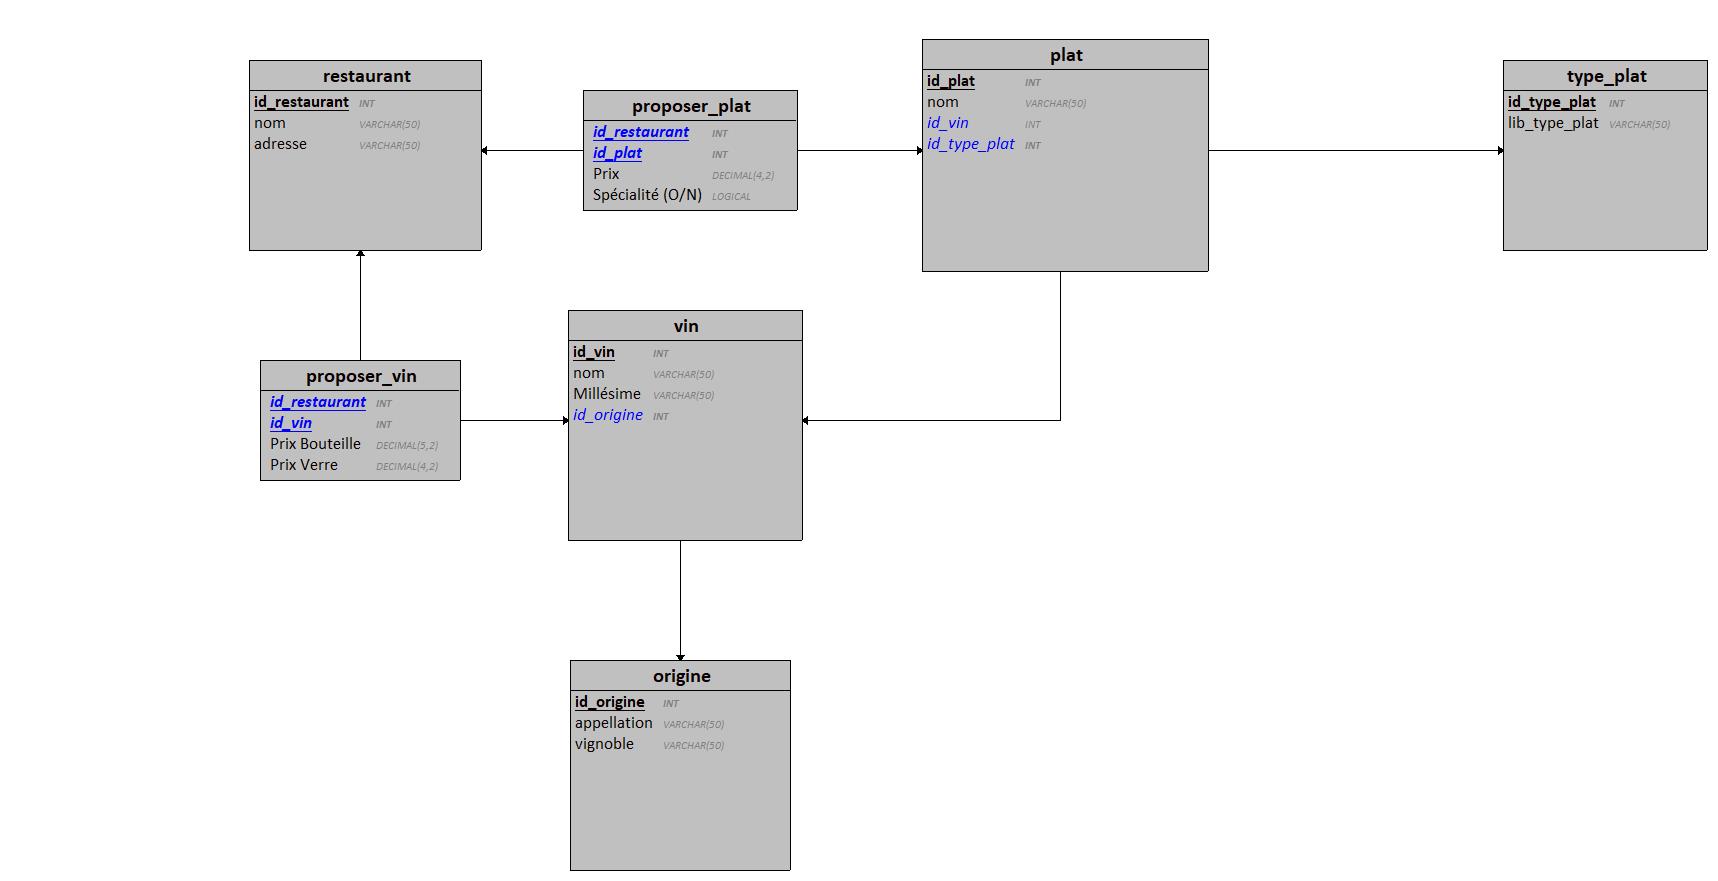 restaurant
id_restaurant INT
nom VARCHAR(50)
adresse VARCHAR(50)
proposer_plat
id_restaurant INT
id_plat INT
Prix DECIMAL(4,2)
Spécialité (O/N) LOGICAL
plat
id_plat INT
nom VARCHAR(50)
id_vin INT
id_type_plat INT
type_plat
id_type_plat INT
lib_type_plat VARCHAR(50)
proposer_vin
id_restaurant INT
id_vin INT
Prix Bouteille DECIMAL(5,2)
Prix Verre DECIMAL(4,2)
vin
id_vin INT
nom VARCHAR(50)
Millésime VARCHAR(50)
id_origine INT
origine
id_origine INT
appellation VARCHAR(50)
vignoble VARCHAR(50)